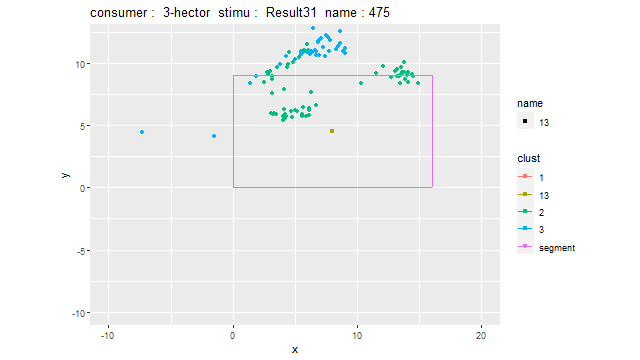 consumer : 3-hector stimu : Result31 name : 475
10
5
0
-5
-10
y
-10
0
10
20
x
name
13
clust
1
13
2
3
segment